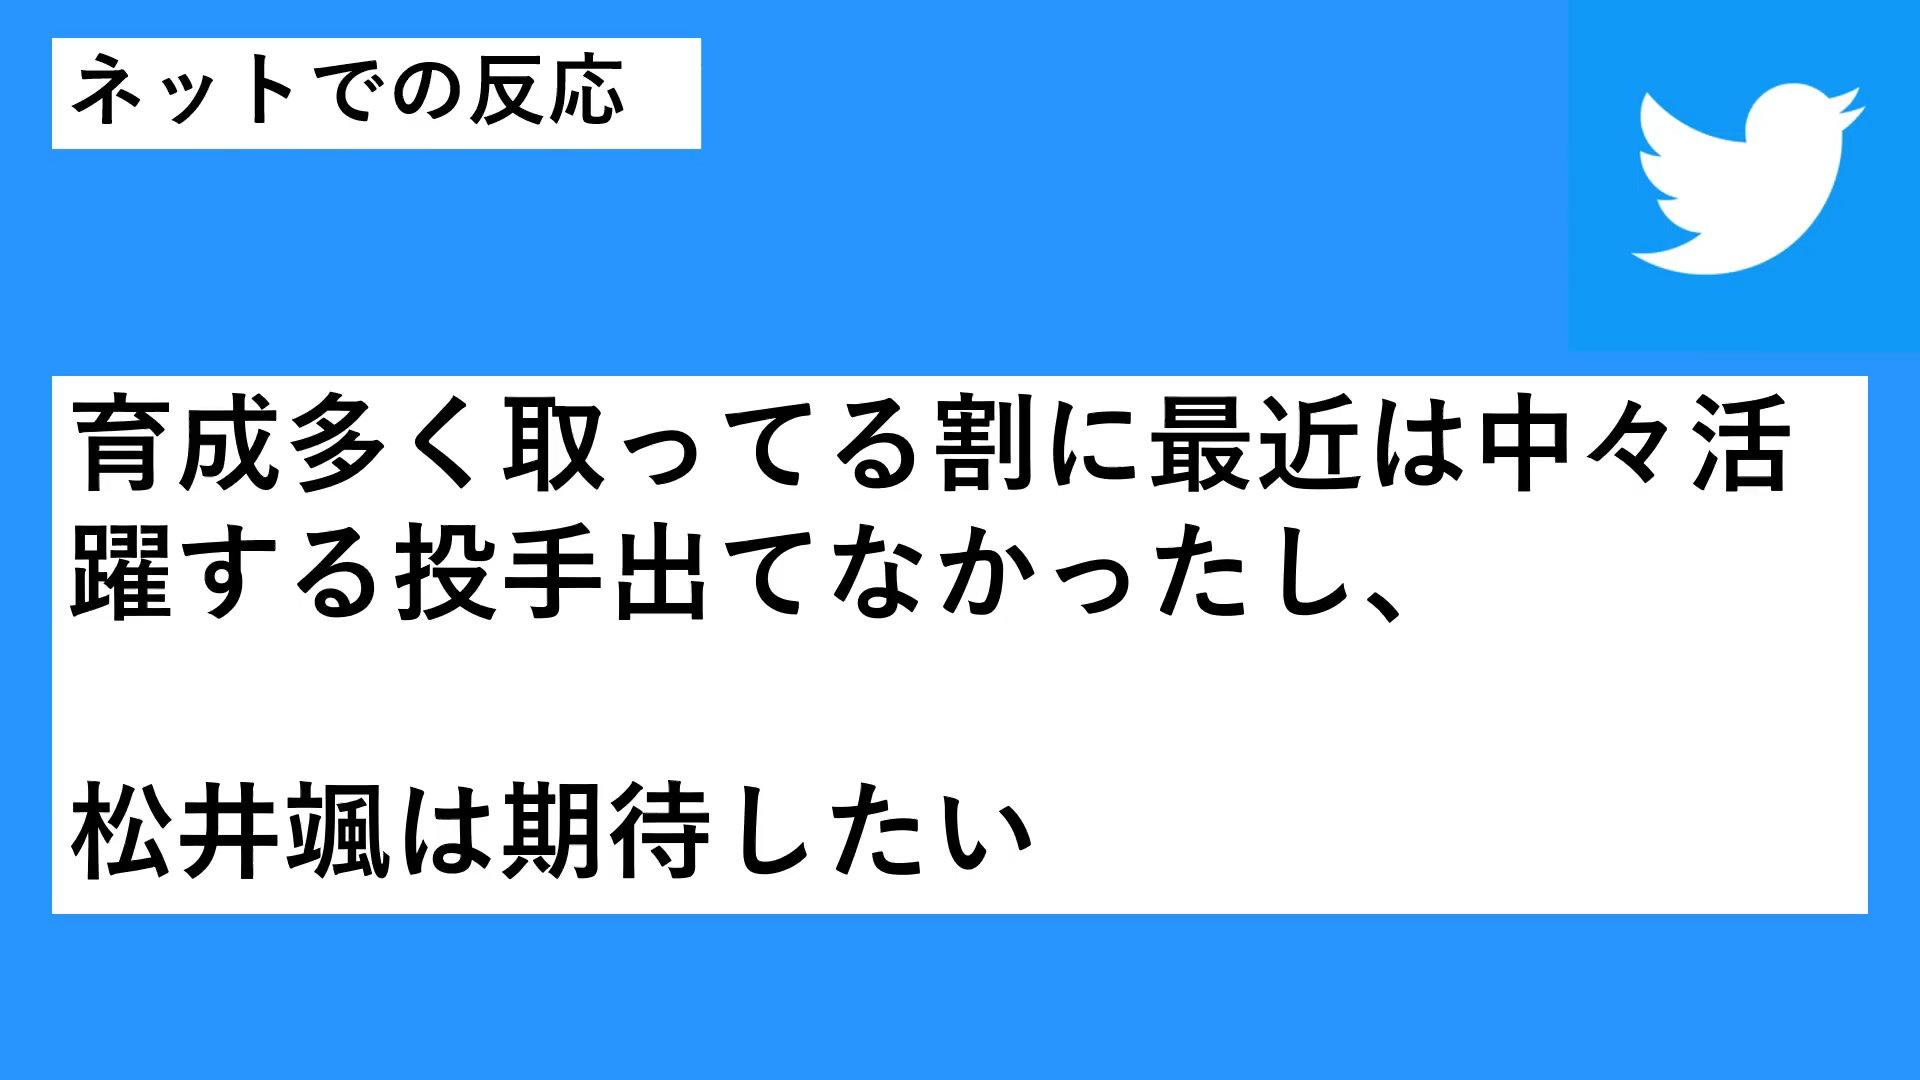 ネットでの反応
育成多く取ってる割に最近は中々活
躍する投手出てなかったし、
松井颯は期待したい